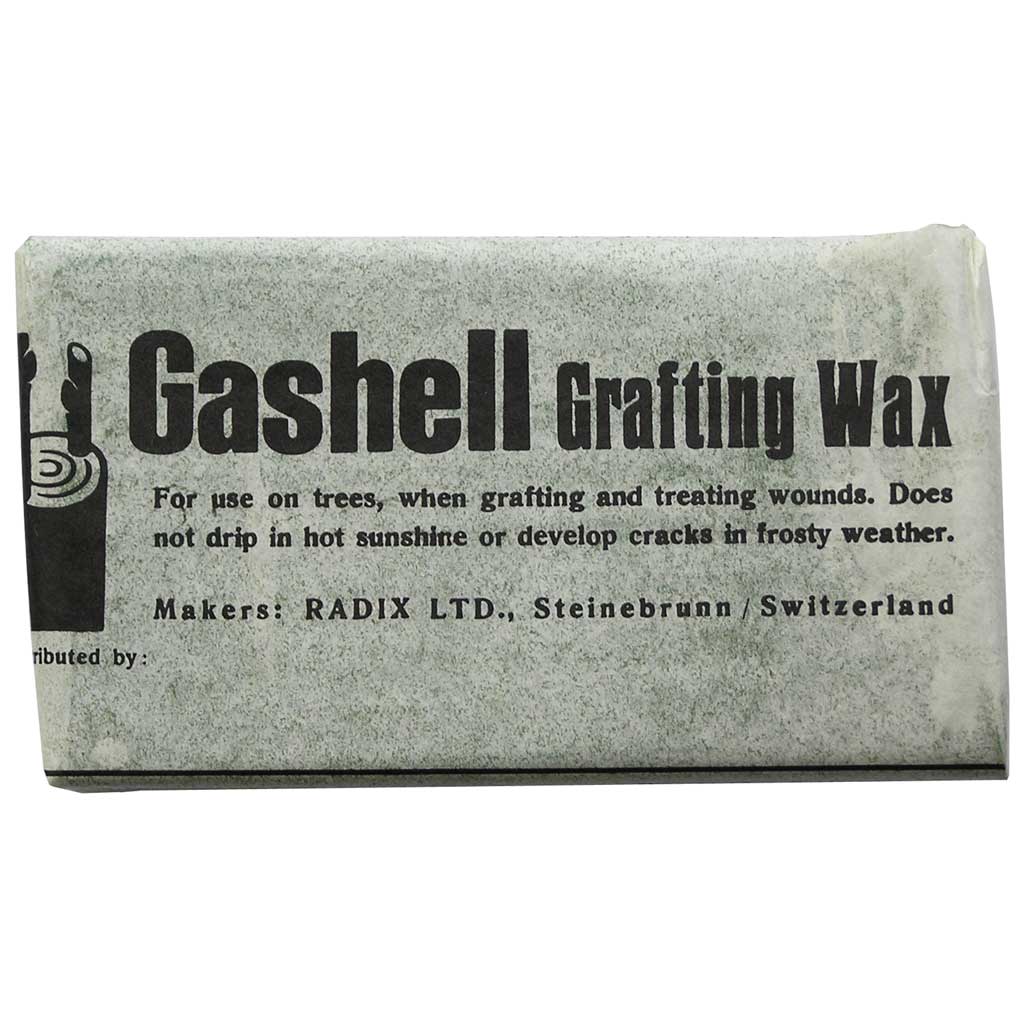 Gashell Grafting Wax
For use on trees, when grafting and treating wounds. Does
not drip in hot sunshine or develop cracks in frosty weather.
Makers: RADIX LTD., Steinebrunn / Switzerland
ributed by: